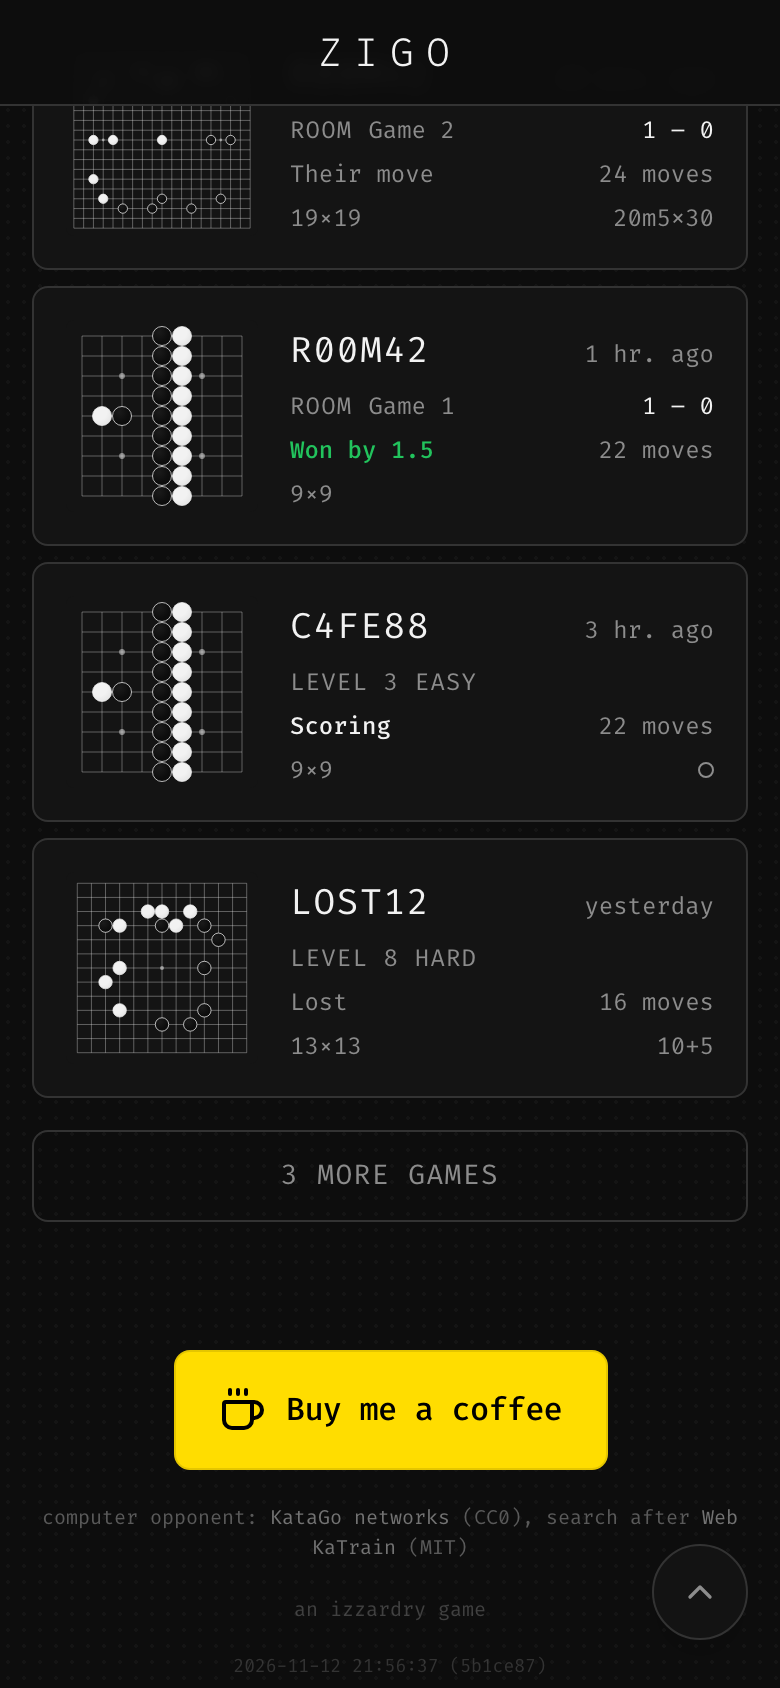 ZIGO
ROOM Game 2 1 – 0
Their move 24 moves
19×19 20m5×30
R00M42 1 hr. ago
ROOM Game 1 1 – 0
Won by 1.5 22 moves
9×9
C4FE88 3 hr. ago
LEVEL 3 EASY
Scoring 22 moves
9×9
LOST12 yesterday
LEVEL 8 HARD
Lost 16 moves
13×13 10+5
3 MORE GAMES
Buy me a coffee
computer opponent: KataGo networks (CC0), search after Web
KaTrain (MIT)
an izzardry game
2026-11-12 21:56:37 (5b1ce87)